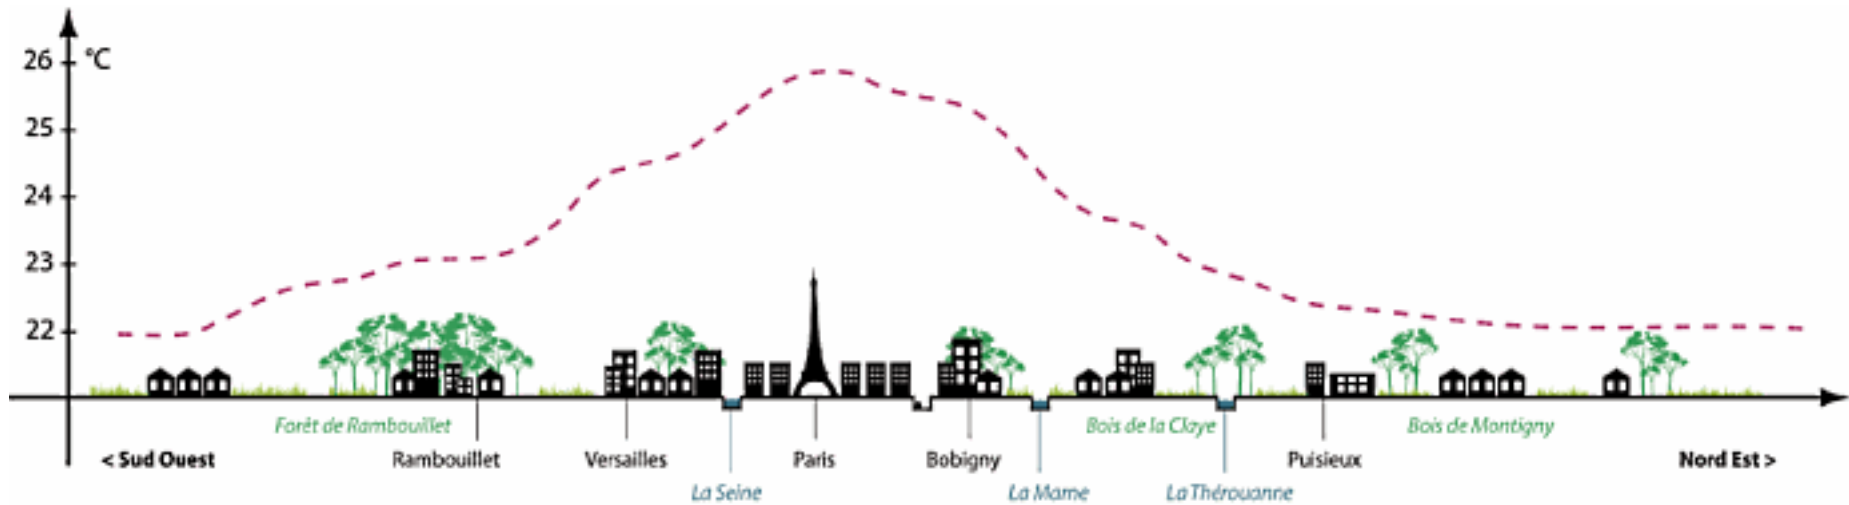 26 °C
25
24
23
22
Forêt de Rambouillet Bois de la Claye Bois de Montigny
< Sud Ouest Rambouillet Versailles Paris Bobigny Puisieux Nord Est >
La Seine La Marne La Thérouanne